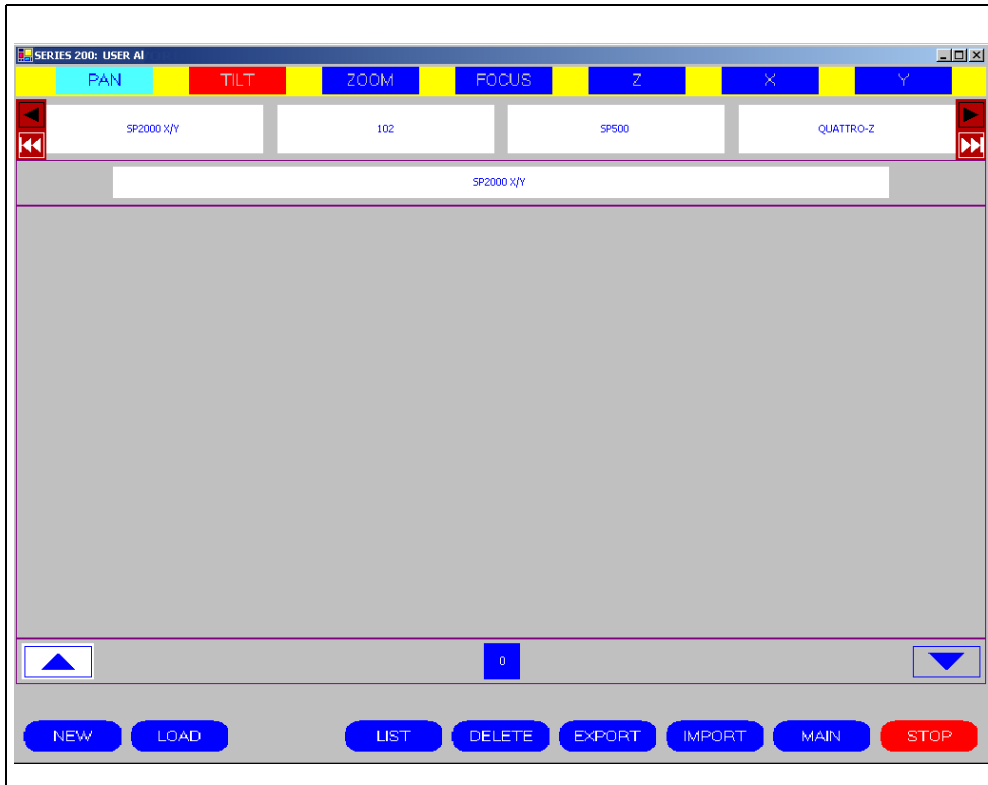 SERIES 200: USER Al
PAN TILT ZOOM FOCUS Z X Y
SP2000 X/Y 102 SP500 QUATTRO-Z
SP2000 X/Y
0
NEW LOAD LIST DELETE EXPORT IMPORT MAIN STOP